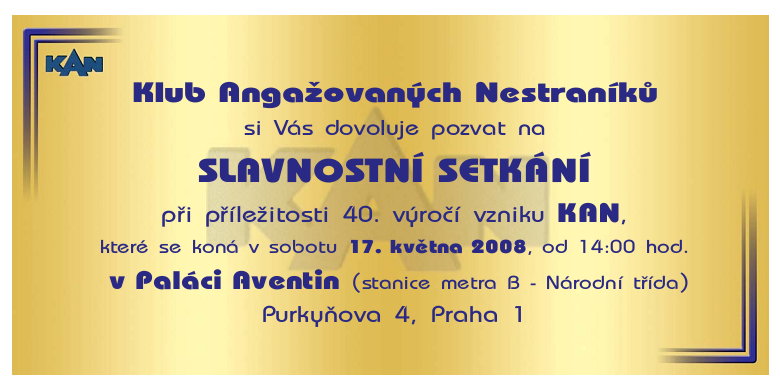 KAN
Klub Angažovaných Nestraníků
si Vás dovoluje pozvat na
SLAVNOSTNÍ SETKÁNÍ
při příležitosti 40. výročí vzniku KAN,
které se koná v sobotu 17. května 2008, od 14:00 hod.
v Paláci Aventin (stanice metra B - Národní třída)
Purkyňova 4, Praha 1
KAN